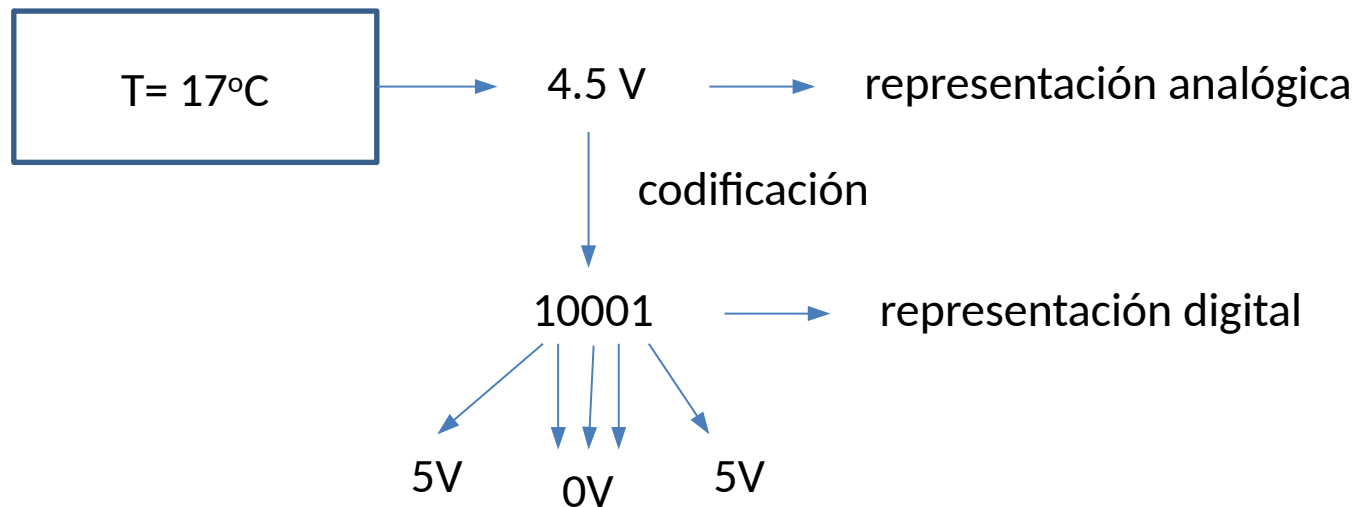 T= 17ºC
4.5 V
representación analógica
codificación
10001
representación digital
5V
0V
5V